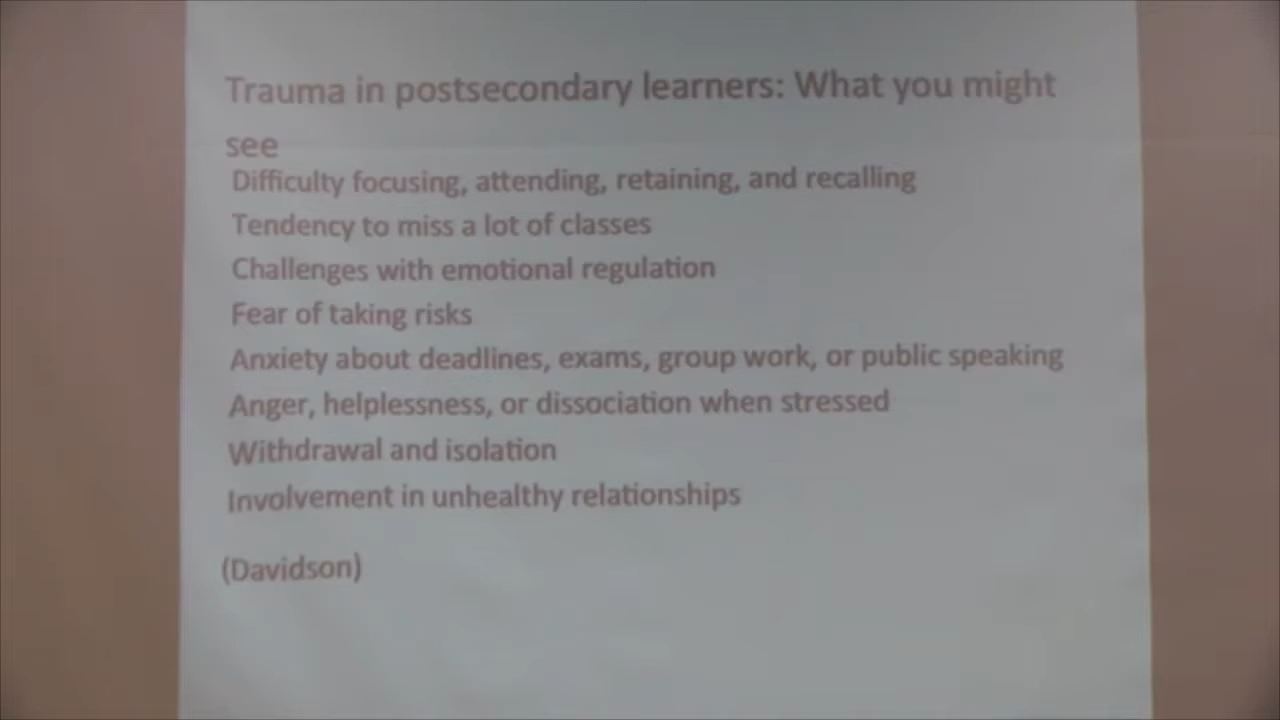 Trauma in postsecondary learners: What you might
see
Difficulty focusing, attending, retaining, and recalling
Tendency to miss a lot of classes
Challenges with emotional regulation
Fear of taking risks
Anxiety about deadlines, exams, group work, or public speaking
Anger, helplessness, or dissociation when stressed
Withdrawal and isolation
Involvement in unhealthy relationships
(Davidson)